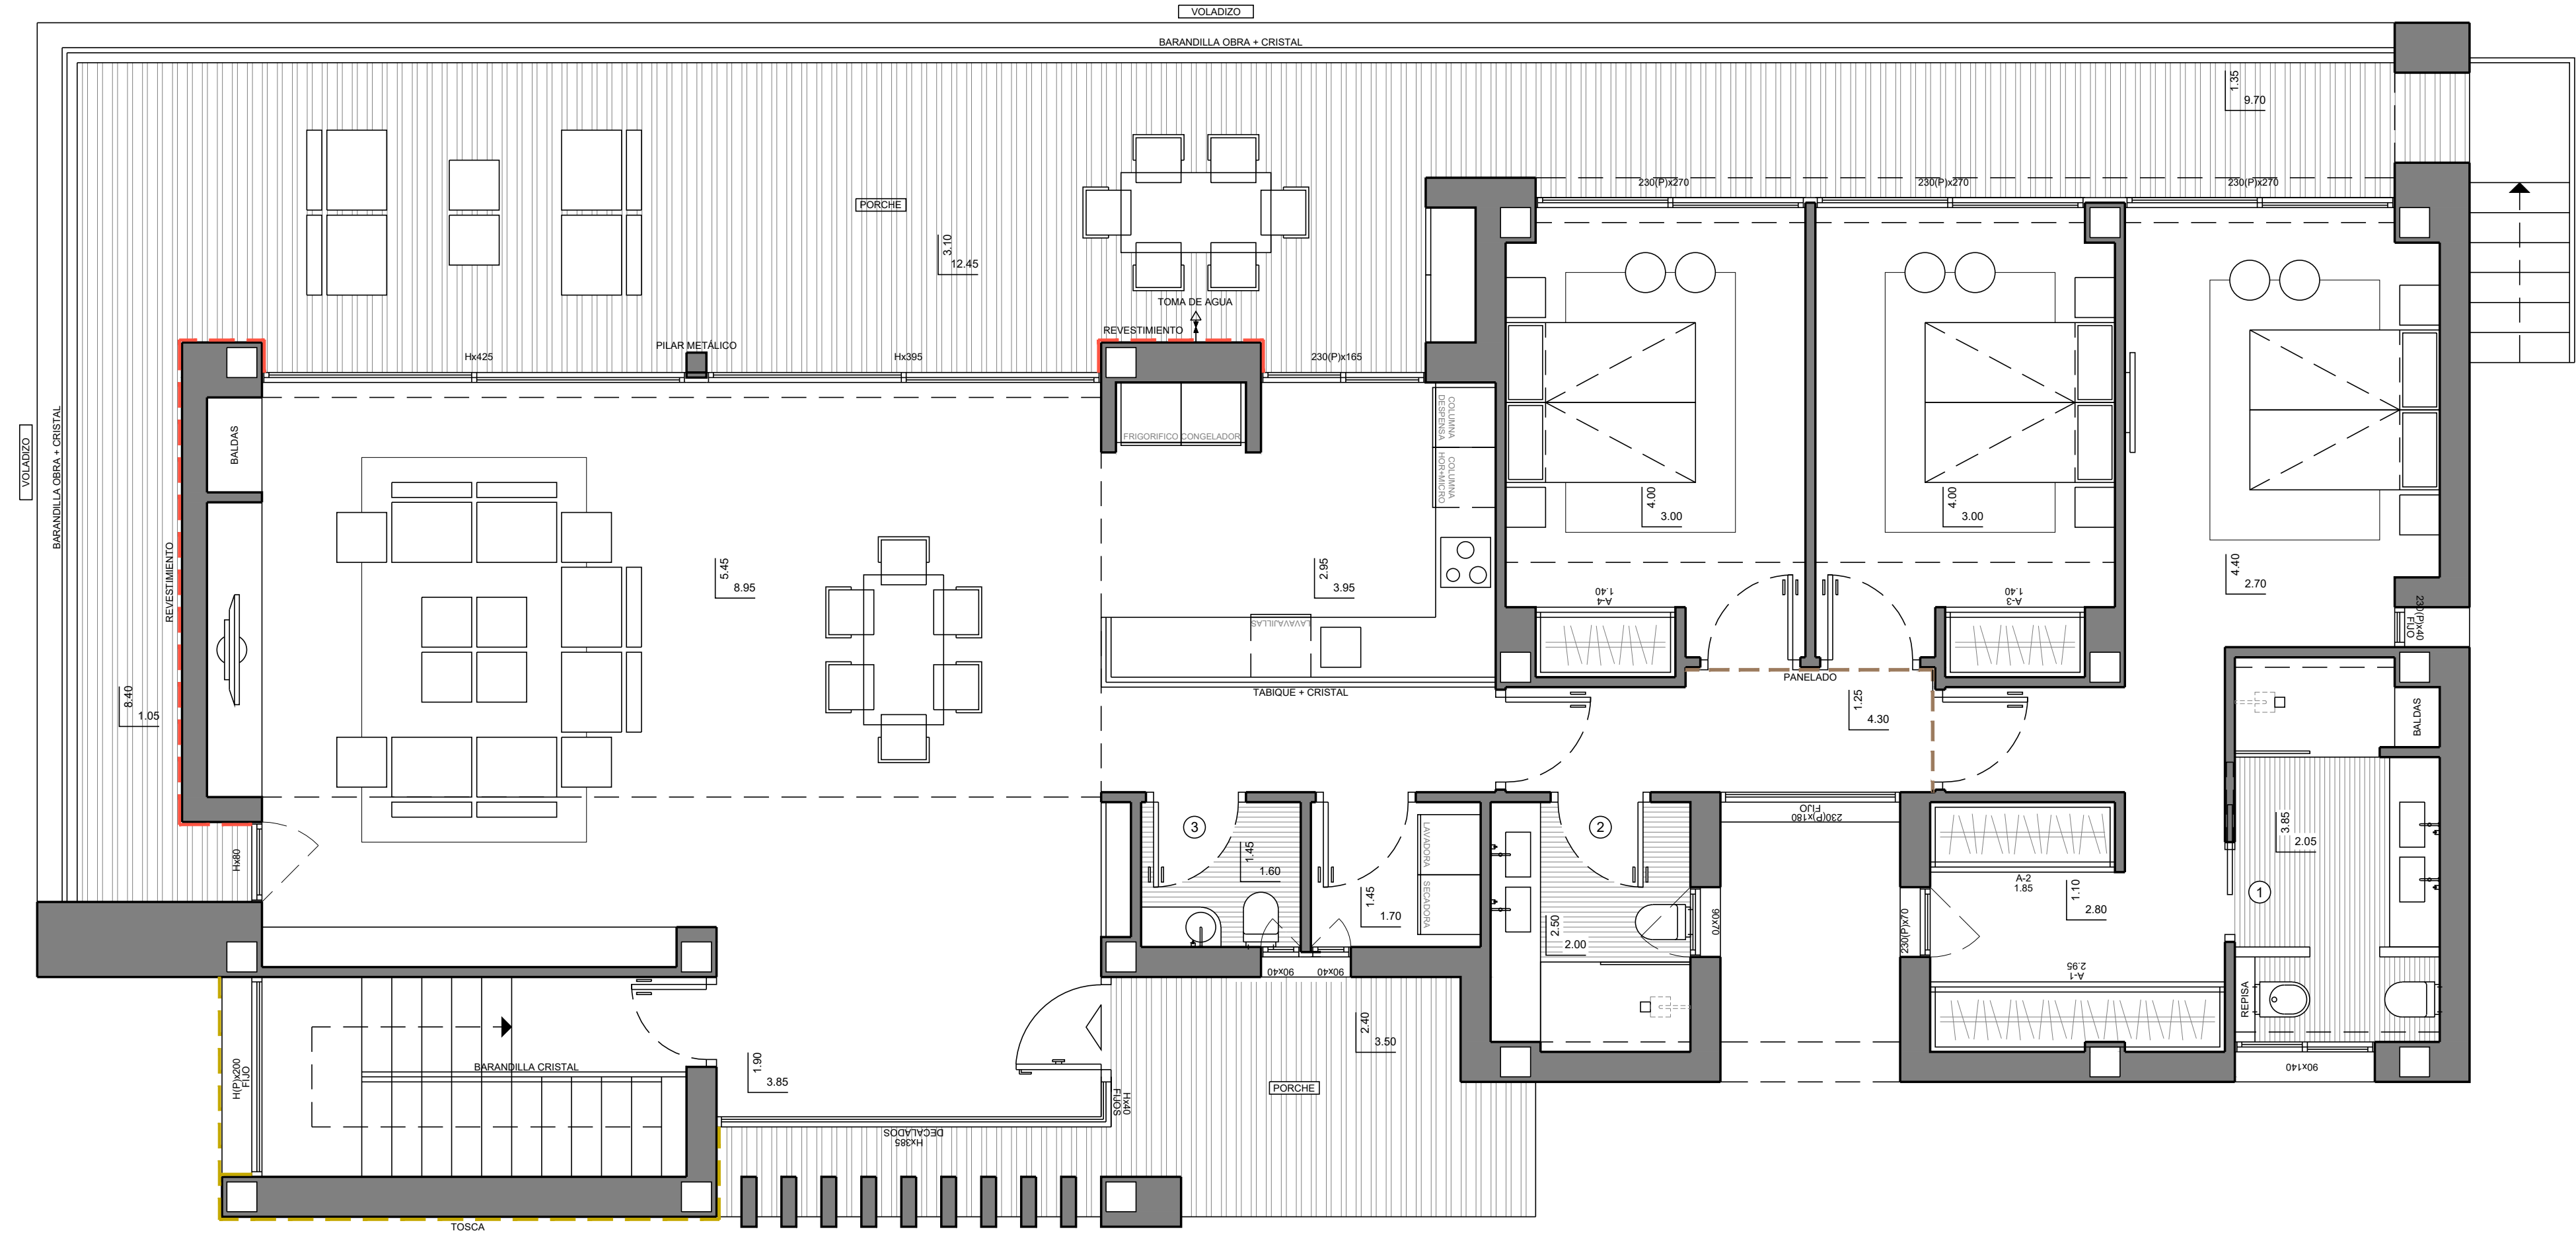 VOLADIZO
BARANDILLA OBRA + CRISTAL
1.35
9.70
230(P)x270
230(P)x270
230(P)x270
PORCHE
3.10
12.45
TOMA DE AGUA
REVESTIMIENTO
PILAR METÁLICO
Hx425
Hx395
230(P)x165
VOLADIZO
BARANDILLA OBRA + CRISTAL
REVESTIMIENTO
BALDAS
FRIGORIFICO CONGELADOR
COLUMNA
DESPENSA
COLUMNA
HOR+MICRO
4.00
3.00
4.00
3.00
5.45
8.95
2.95
3.95
4.40
2.70
A-4
1.40
A-3
1.40
230(P)x40
FIJO
LAVAVAJILLAS
TABIQUE + CRISTAL
PANELADO
8.40
1.05
1.25
4.30
BALDAS
3
2
1
230(P)x180
FIJO
1.45
1.60
LAVADORA
SECADORA
1.45
1.70
Hx80
3.85
2.05
A-2
1.85
1.10
2.80
2.50
2.00
90x70
230(P)x70
90x40
90x40
A-1
2.95
REPISA
2.40
3.50
H(P)x200
FIJO
BARANDILLA CRISTAL
1.90
3.85
Hx40
FIJOS
PORCHE
90x140
Hx385
DECALADOS
TOSCA